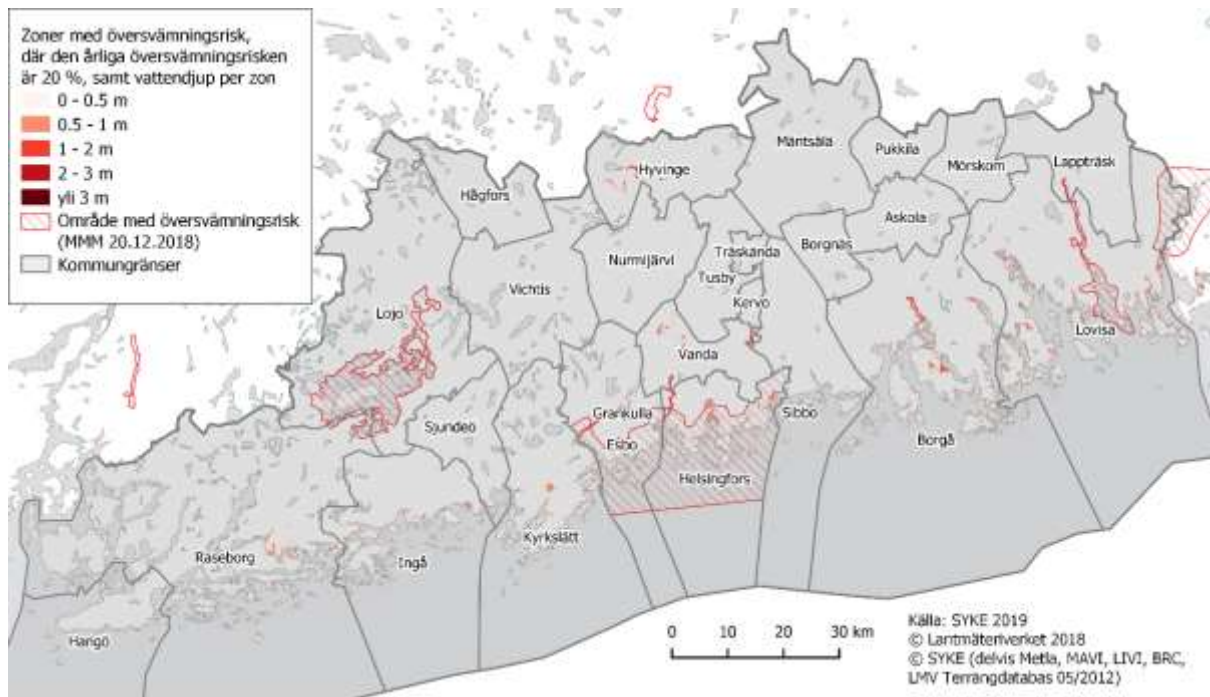 Zoner med översvämningsrisk,
där den årliga översvämningsrisken
är 20 %, samt vattendjup per zon
0 - 0.5 m
0.5 - 1 m
1 - 2 m
2 - 3 m
yli 3 m
Område med översvämningsrisk
(MMM 20.12.2018)
Kommungränser
Hyvinge
Mäntsälä
Pukkila
Mörskom
Lappträsk
Hågfors
Askola
Borgnäs
Nurmijärvi
Träskända
Tusby
Vichtis
Kervo
Lojo
Lovisa
Vanda
Grankulla
Sibbo
Sjundeo
Esbo
Borgå
Helsingfors
Kyrkslätt
Raseborg
Ingå
Hangö
0 10 20 30 km
Källa: SYKE 2019
© Lantmäteriverket 2018
© SYKE (delvis Metla, MAVI, LIVI, BRC,
LMV Terrängdatabas 05/2012)